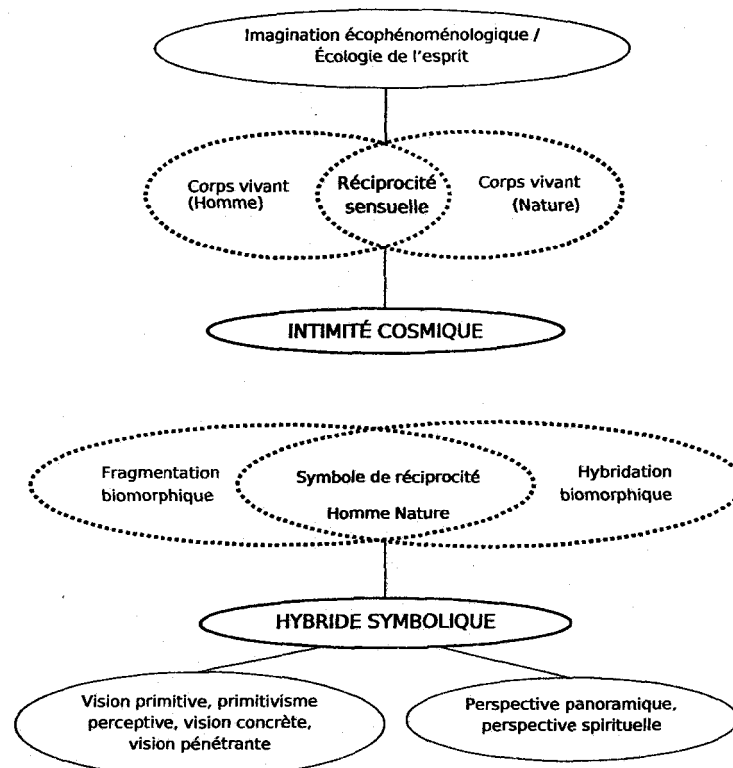 Imagination écophénoménologique /
Écologie de l'esprit
Corps vivant
(Homme)
Réciprocité
sensuelle
Corps vivant
(Nature)
INTIMITÉ COSMIQUE
Fragmentation
biomorphique
Symbole de réciprocité
Homme Nature
Hybridation
biomorphique
HYBRIDE SYMBOLIQUE
Vision primitive, primitivisme
perceptive, vision concrète,
vision pénétrante
Perspective panoramique,
perspective spirituelle